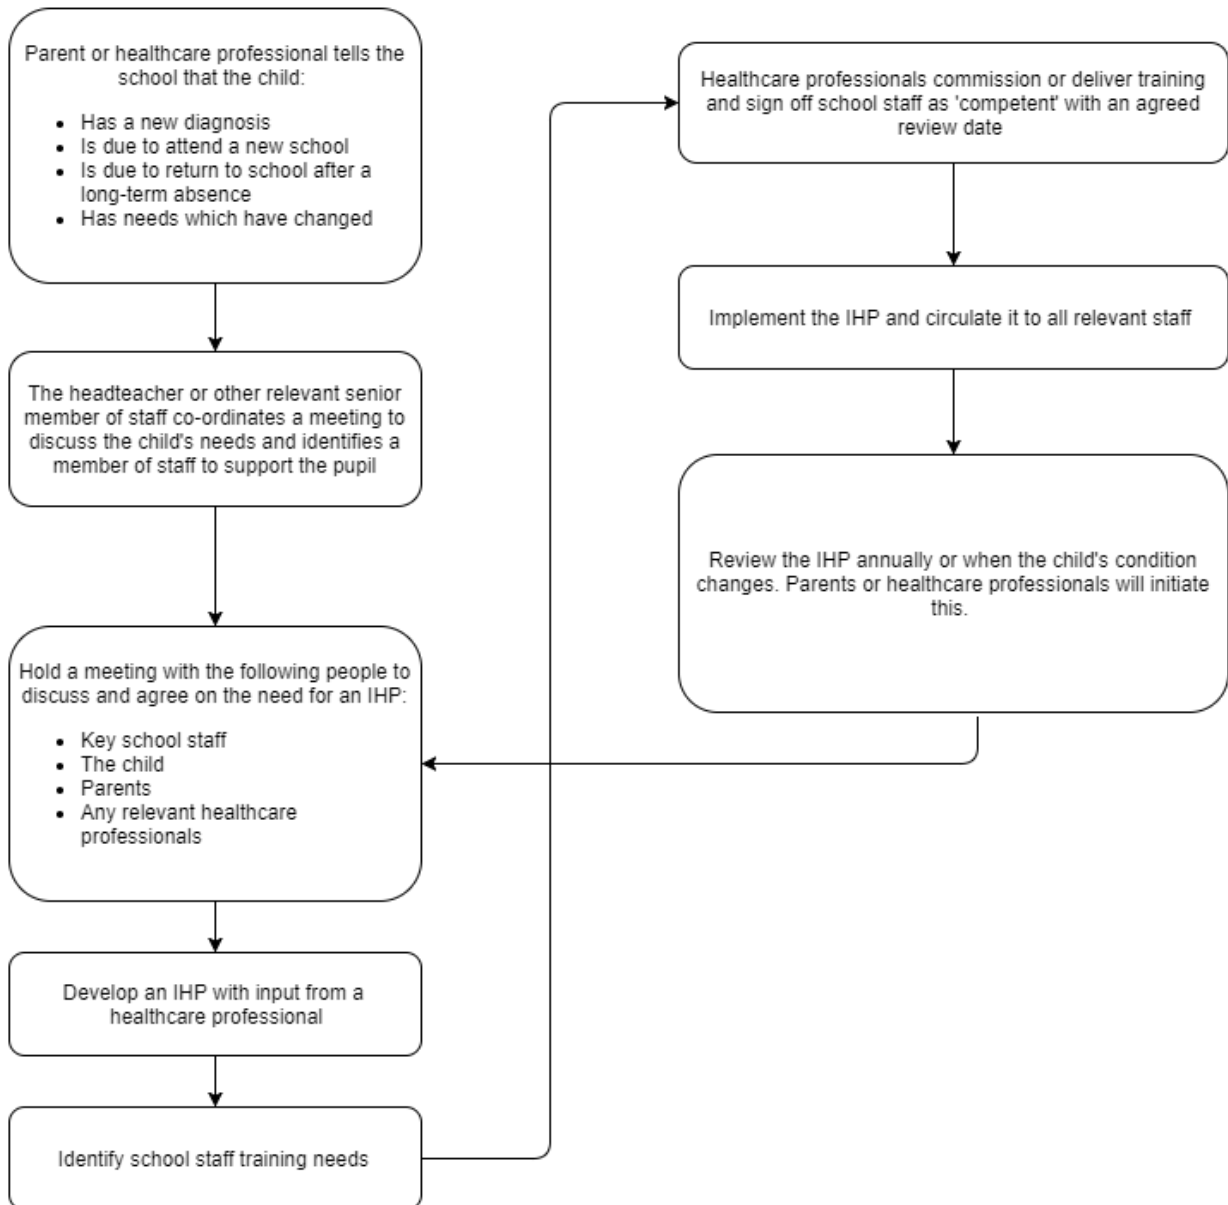 Parent or healthcare professional tells the
school that the child:
• Has a new diagnosis
• Is due to attend a new school
• Is due to return to school after a
long-term absence
• Has needs which have changed
The headteacher or other relevant senior
member of staff co-ordinates a meeting to
discuss the child's needs and identifies a
member of staff to support the pupil
Hold a meeting with the following people to
discuss and agree on the need for an IHP:
• Key school staff
• The child
• Parents
• Any relevant healthcare
professionals
Develop an IHP with input from a
healthcare professional
Identify school staff training needs
Healthcare professionals commission or deliver training
and sign off school staff as 'competent' with an agreed
review date
Implement the IHP and circulate it to all relevant staff
Review the IHP annually or when the child's condition
changes. Parents or healthcare professionals will initiate
this.